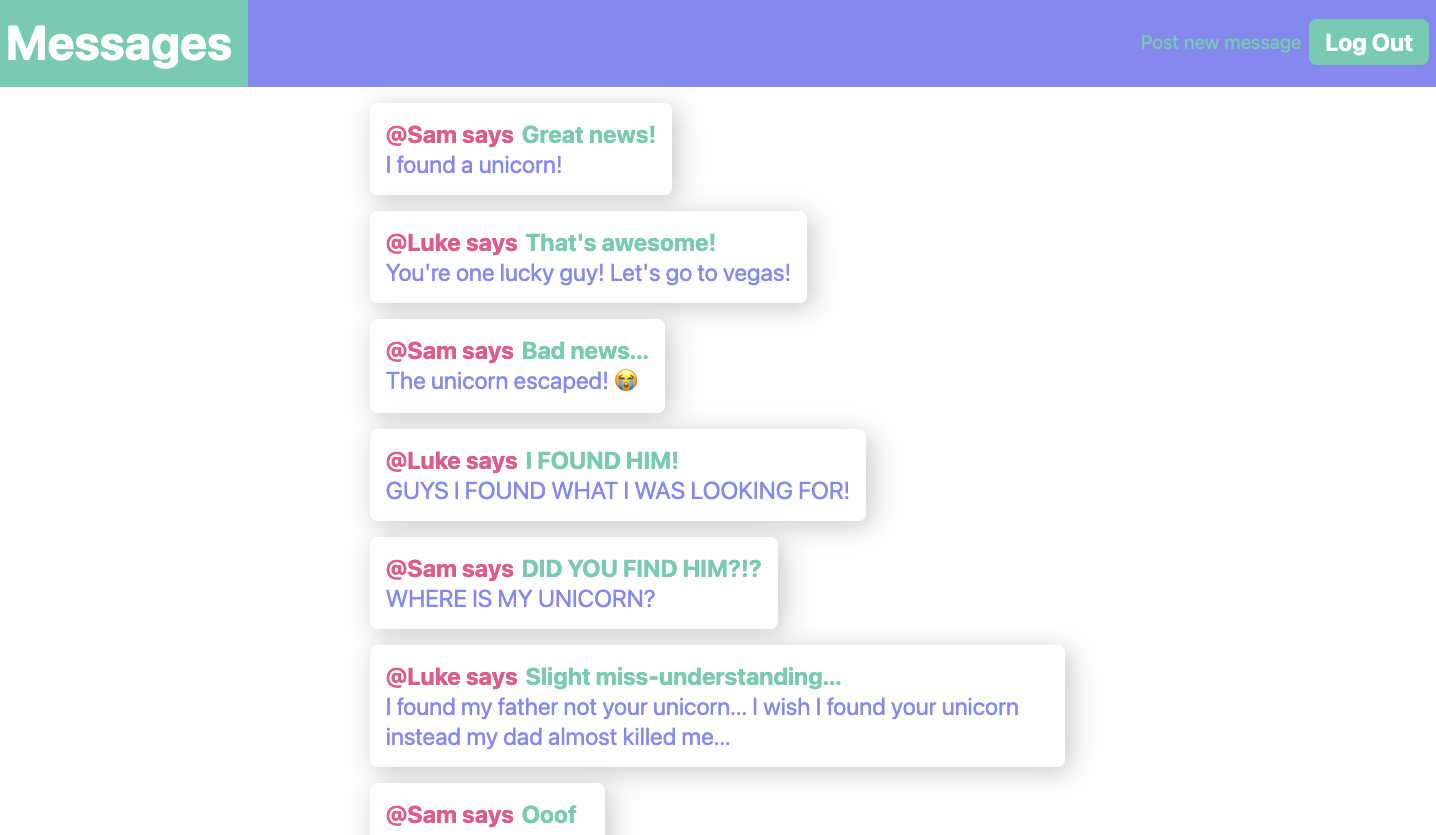 Messages
Post new message Log Out
@Sam says Great news!
I found a unicorn!
@Luke says That's awesome!
You're one lucky guy! Let's go to vegas!
@Sam says Bad news...
The unicorn escaped! 😭
@Luke says I FOUND HIM!
GUYS I FOUND WHAT I WAS LOOKING FOR!
@Sam says DID YOU FIND HIM?!?
WHERE IS MY UNICORN?
@Luke says Slight miss-understanding...
I found my father not your unicorn... I wish I found your unicorn
instead my dad almost killed me...
@Sam says Ooof